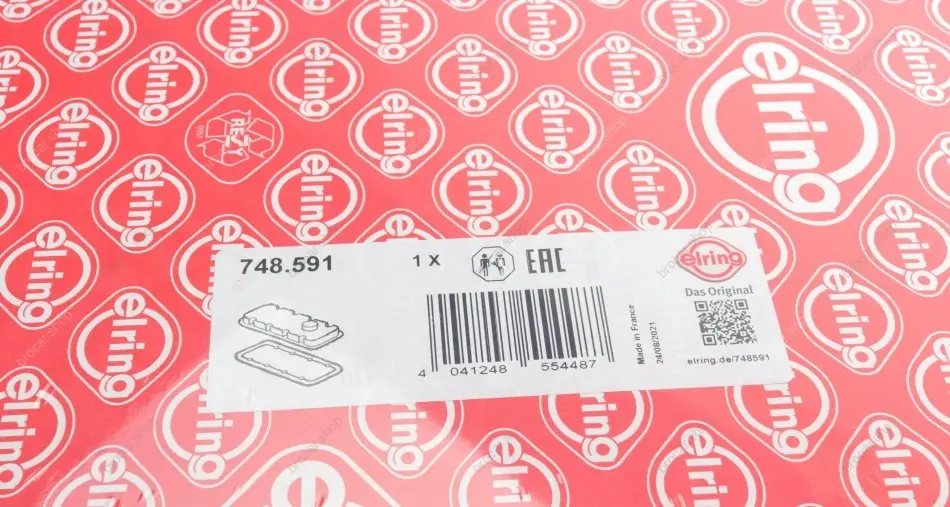 748.591
1 X
EAC
elring
Das Original
elring.de/748591
Made in France
24/08/2021
4 041248 554487
elring
RESY